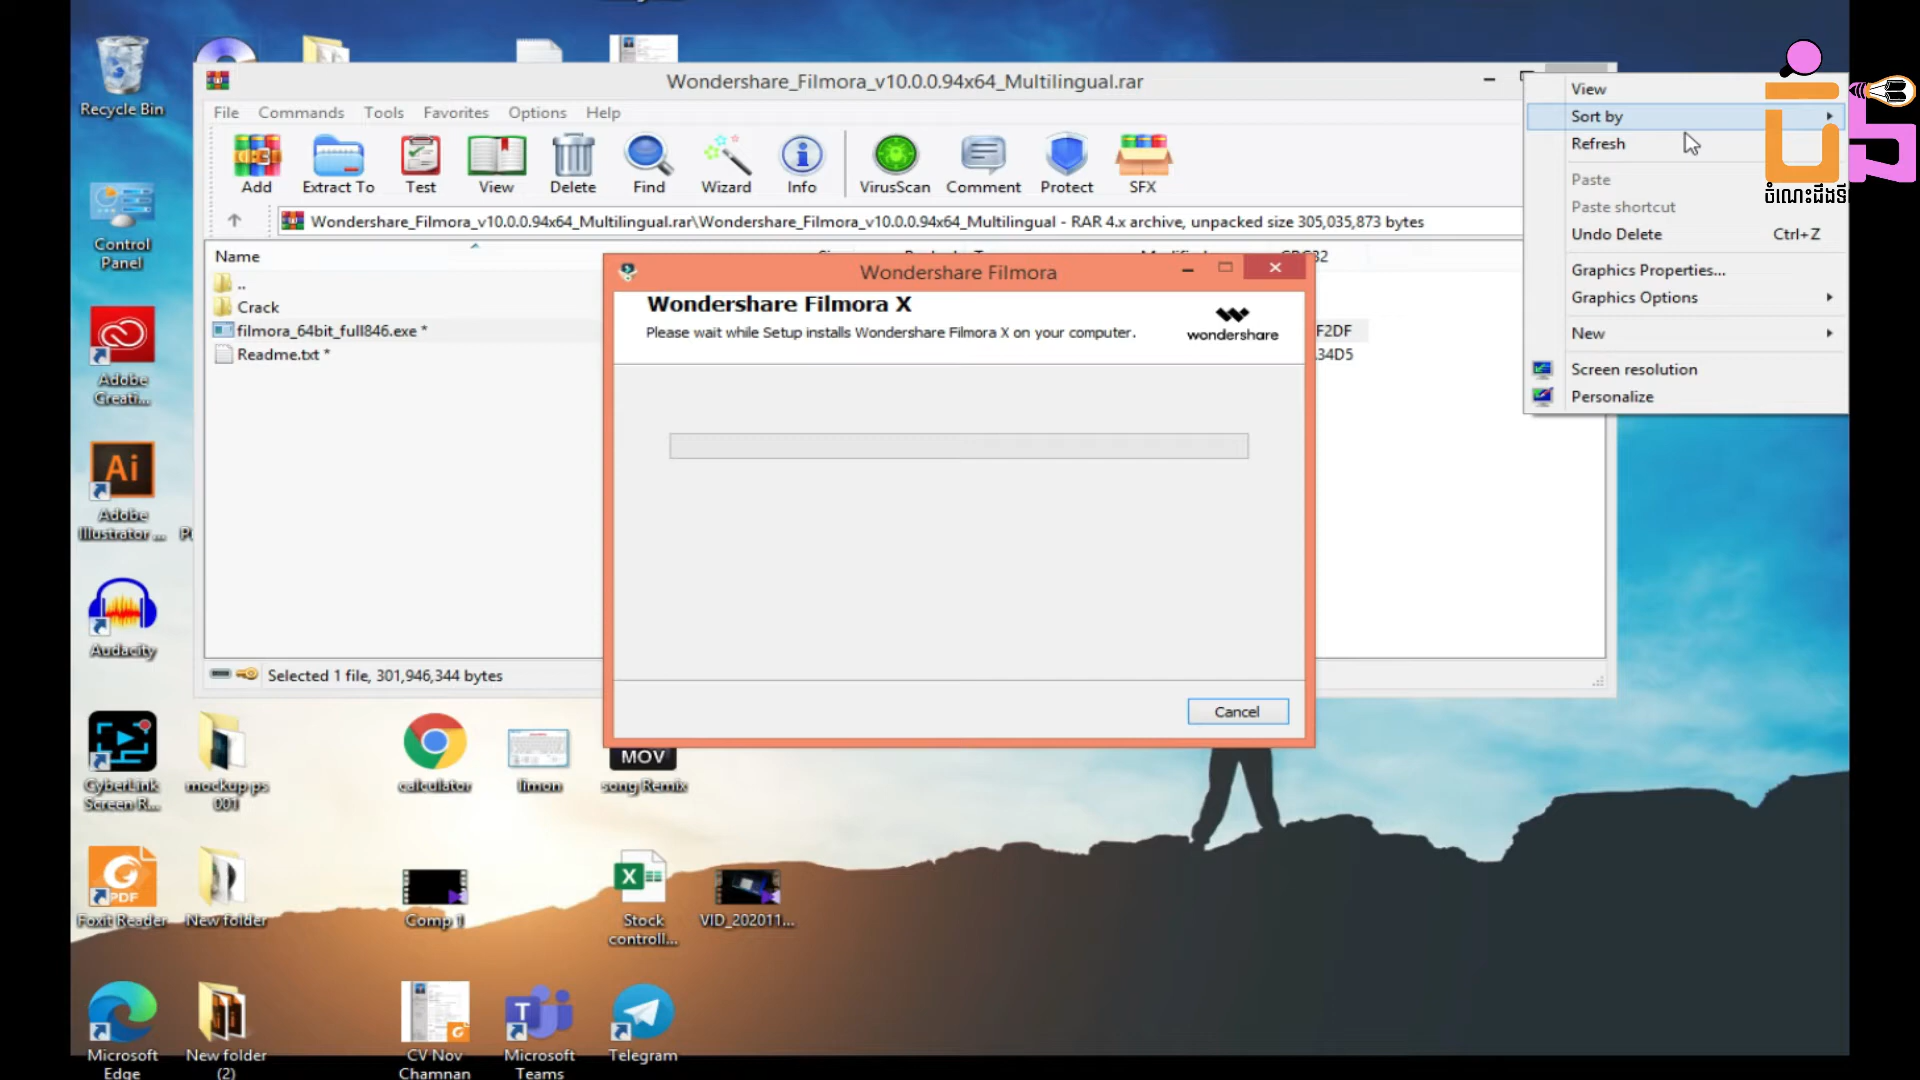 Wondershare_Filmora_v10.0.0.94x64_Multilingual.rar
File Commands Tools Favorites Options Help
Add Extract To Test View Delete Find Wizard Info VirusScan Comment Protect SFX
Wondershare_Filmora_v10.0.0.94x64_Multilingual.rar\Wondershare_Filmora_v10.0.0.94x64_Multilingual - RAR 4.x archive, unpacked size 305,035,873 bytes
Name
..
Crack
filmora_64bit_full846.exe *
F2DF
Readme.txt *
34D5
Selected 1 file, 301,946,344 bytes
Wondershare Filmora
Wondershare Filmora X
Please wait while Setup installs Wondershare Filmora X on your computer.
wondershare
Cancel
View
Sort by
Refresh
Paste
Paste shortcut
Undo Delete Ctrl+Z
Graphics Properties...
Graphics Options
New
Screen resolution
Personalize
ចំណេះដឹងទី
Recycle Bin
Control
Panel
Adobe
Creati...
Ai
Adobe
Illustrator ...
Audacity
CyberLink
Screen R...
mockup ps
001
calculator
limon
MOV
song Remix
PDF
Foxit Reader
New folder
Comp 1
X
Stock
controll...
VID_202011...
Microsoft
Edge
New folder
(2)
CV Nov
Chamnan
T
Microsoft
Teams
Telegram